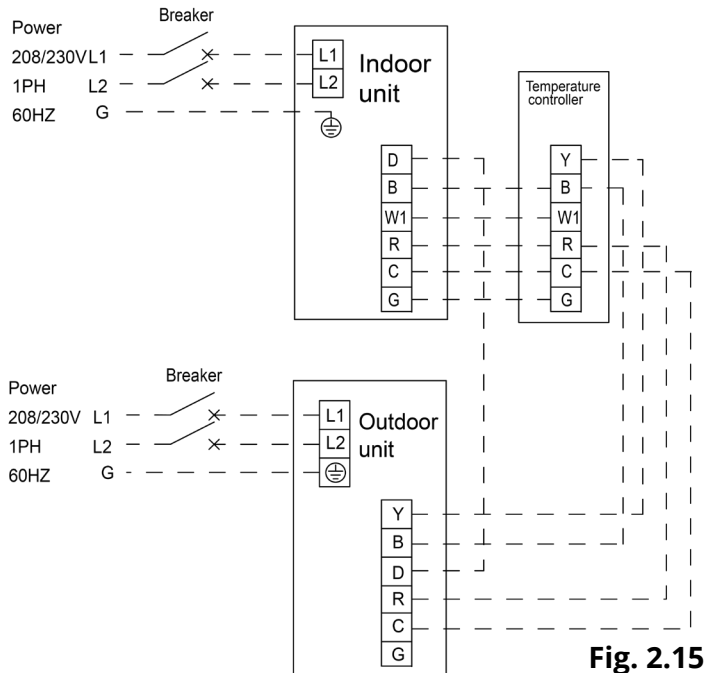 Power
Breaker
208/230VL1
1PH L2
60HZ G
L1
L2
Indoor
unit
D
B
W1
R
C
G
Temperature
controller
Y
B
W1
R
C
G
Power
Breaker
208/230V L1
1PH L2
60HZ G
L1
L2
Outdoor
unit
Y
B
D
R
C
G
Fig. 2.15